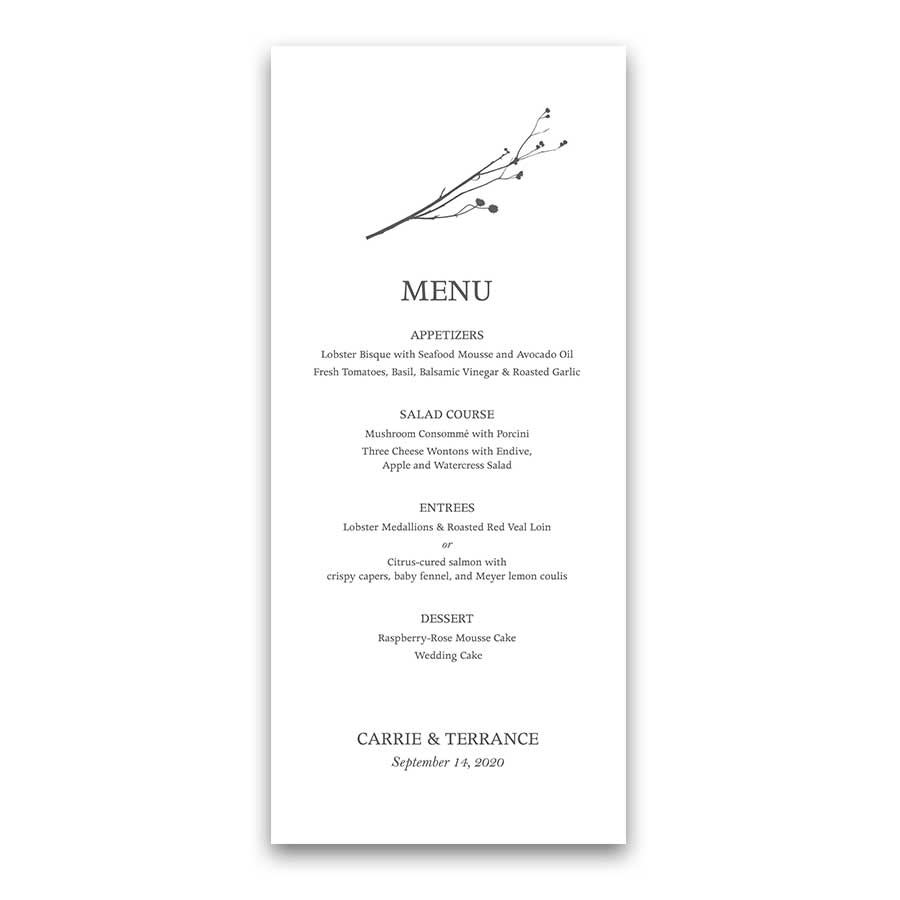 MENU
APPETIZERS
Lobster Bisque with Seafood Mousse and Avocado Oil
Fresh Tomatoes, Basil, Balsamic Vinegar & Roasted Garlic
SALAD COURSE
Mushroom Consommé with Porcini
Three Cheese Wontons with Endive,
Apple and Watercress Salad
ENTREES
Lobster Medallions & Roasted Red Veal Loin
or
Citrus-cured salmon with
crispy capers, baby fennel, and Meyer lemon coulis
DESSERT
Raspberry-Rose Mousse Cake
Wedding Cake
CARRIE & TERRANCE
September 14, 2020